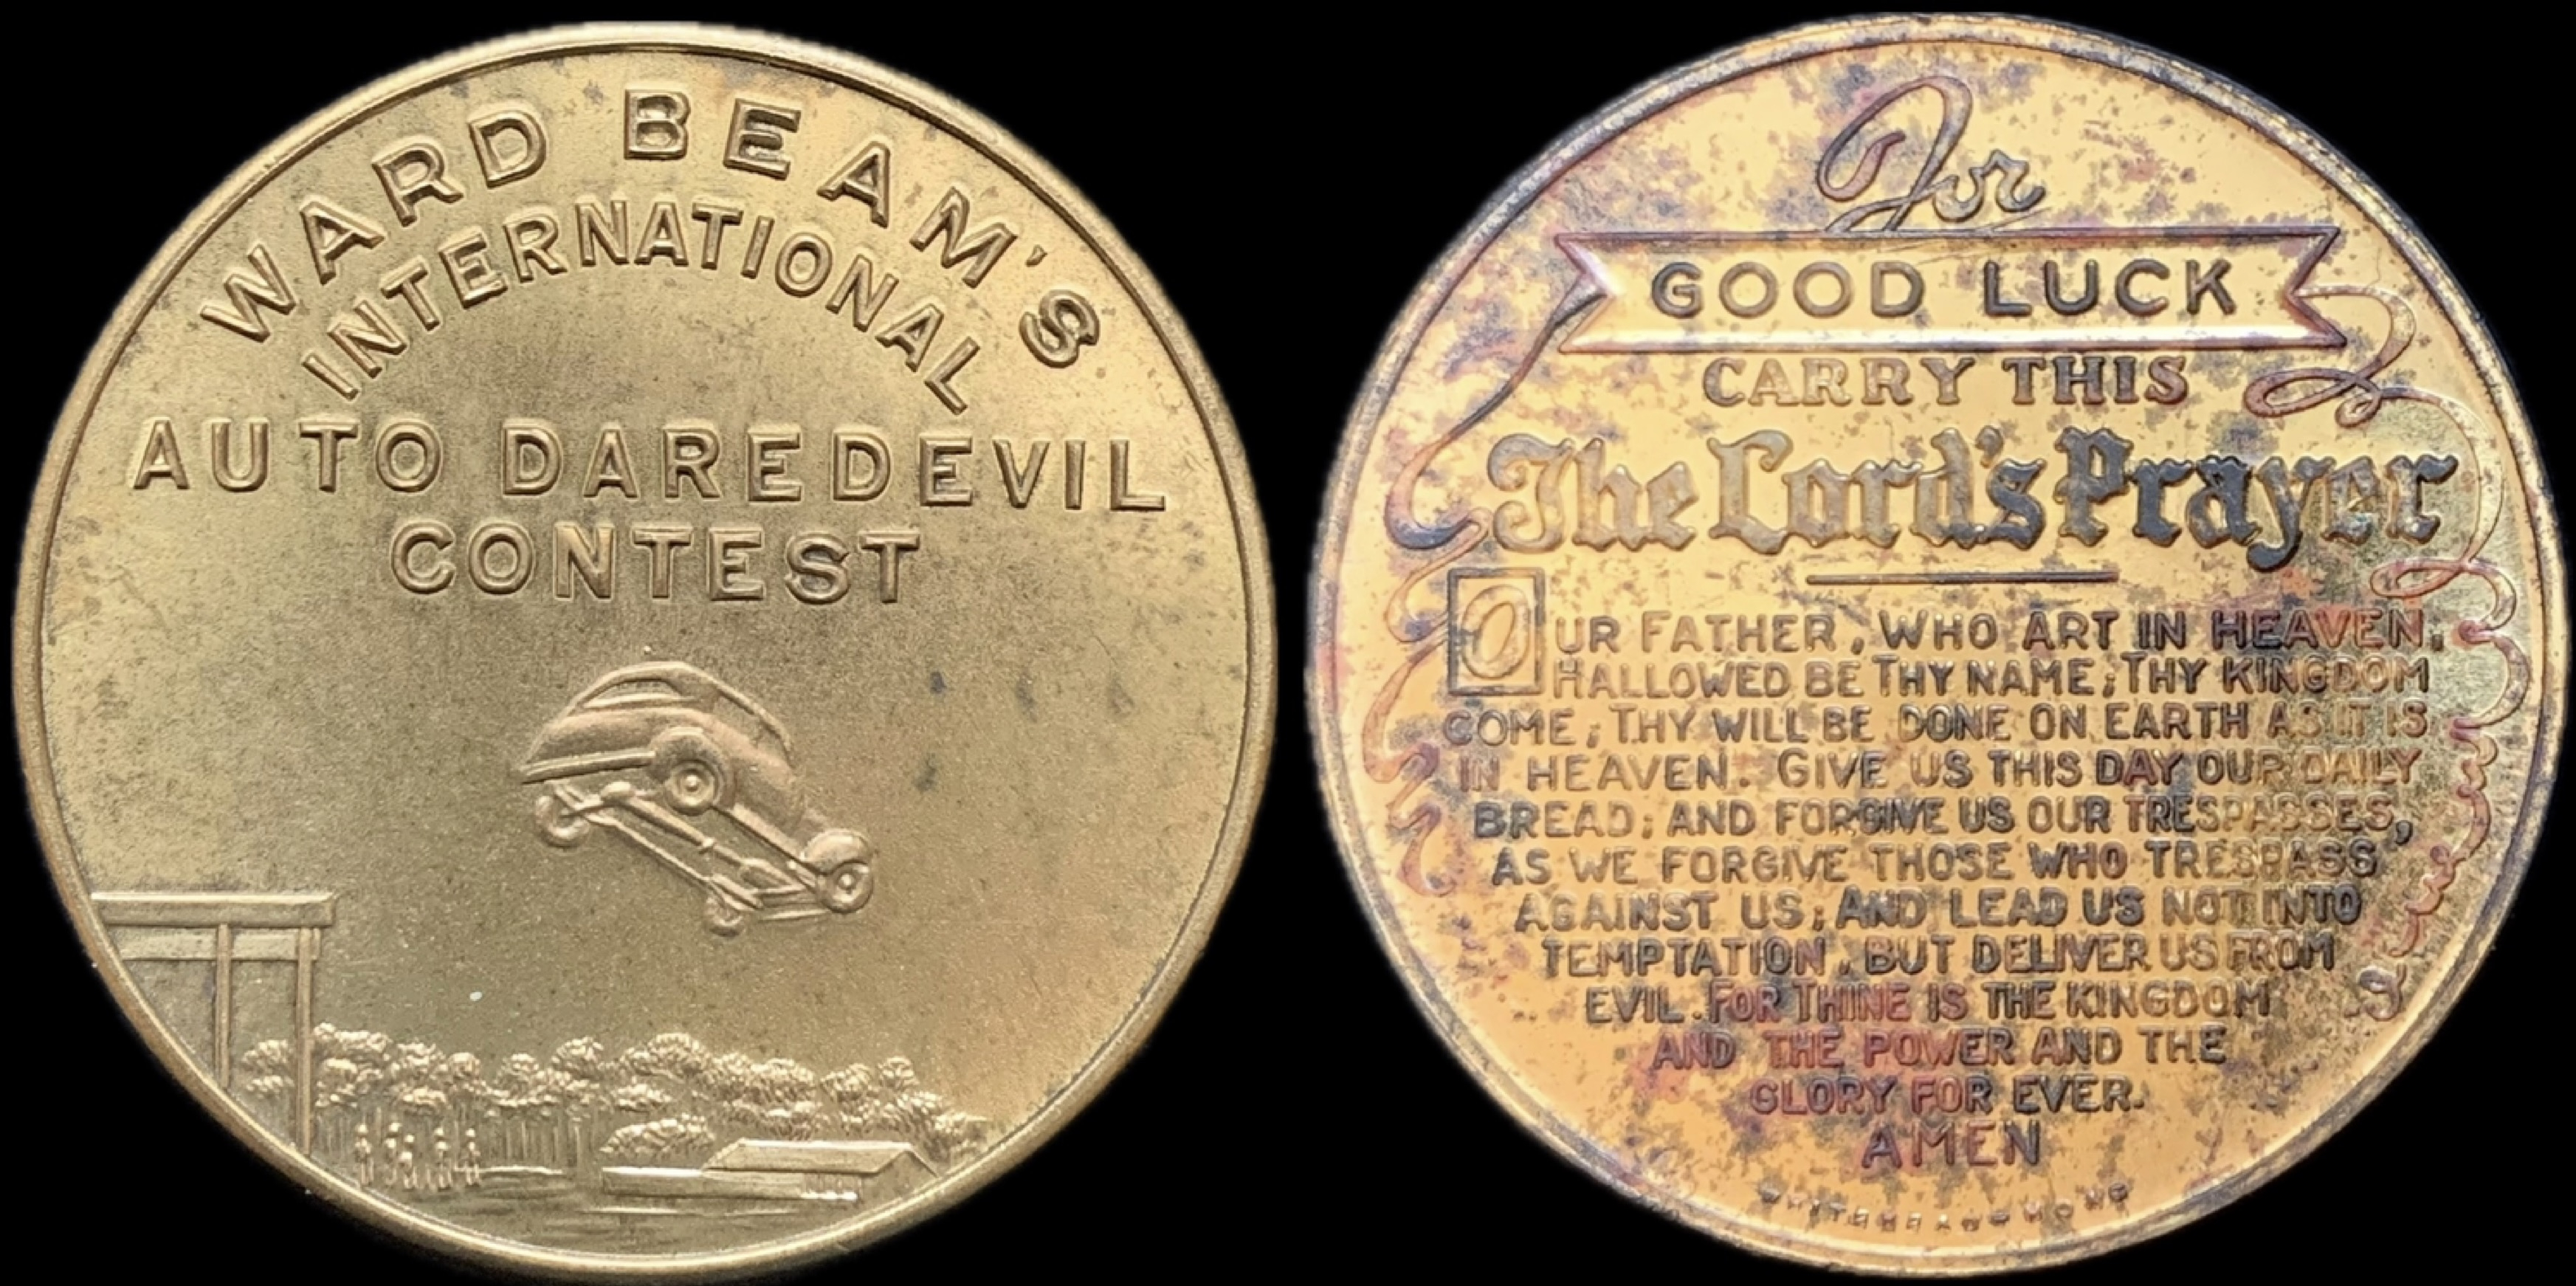 WARD BEAM'S
INTERNATIONAL
AUTO DAREDEVIL
CONTEST
For
GOOD LUCK
CARRY THIS
The Lord's Prayer
OUR FATHER, WHO ART IN HEAVEN,
HALLOWED BE THY NAME; THY KINGDOM
COME; THY WILL BE DONE ON EARTH AS IT IS
IN HEAVEN. GIVE US THIS DAY OUR DAILY
BREAD; AND FORGIVE US OUR TRESPASSES,
AS WE FORGIVE THOSE WHO TRESPASS
AGAINST US; AND LEAD US NOT INTO
TEMPTATION, BUT DELIVER US FROM
EVIL. FOR THINE IS THE KINGDOM
AND THE POWER AND THE
GLORY FOR EVER.
AMEN